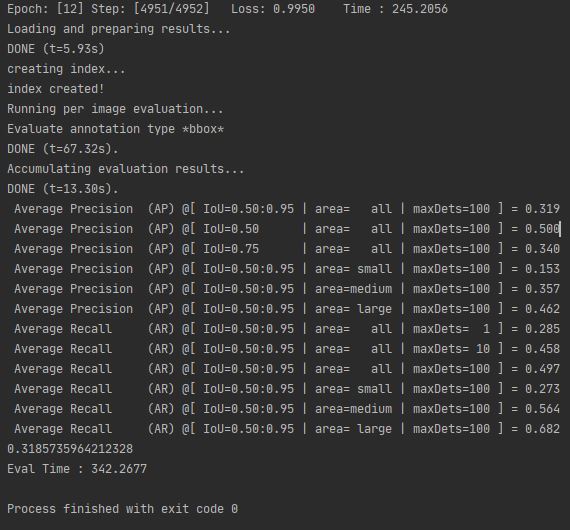 Epoch: [12] Step: [4951/4952]   Loss: 0.9950    Time : 245.2056
Loading and preparing results...
DONE (t=5.93s)
creating index...
index created!
Running per image evaluation...
Evaluate annotation type *bbox*
DONE (t=67.32s).
Accumulating evaluation results...
DONE (t=13.30s).
 Average Precision  (AP) @[ IoU=0.50:0.95 | area=   all | maxDets=100 ] = 0.319
 Average Precision  (AP) @[ IoU=0.50      | area=   all | maxDets=100 ] = 0.500
 Average Precision  (AP) @[ IoU=0.75      | area=   all | maxDets=100 ] = 0.340
 Average Precision  (AP) @[ IoU=0.50:0.95 | area= small | maxDets=100 ] = 0.153
 Average Precision  (AP) @[ IoU=0.50:0.95 | area=medium | maxDets=100 ] = 0.357
 Average Precision  (AP) @[ IoU=0.50:0.95 | area= large | maxDets=100 ] = 0.462
 Average Recall     (AR) @[ IoU=0.50:0.95 | area=   all | maxDets=  1 ] = 0.285
 Average Recall     (AR) @[ IoU=0.50:0.95 | area=   all | maxDets= 10 ] = 0.458
 Average Recall     (AR) @[ IoU=0.50:0.95 | area=   all | maxDets=100 ] = 0.497
 Average Recall     (AR) @[ IoU=0.50:0.95 | area= small | maxDets=100 ] = 0.273
 Average Recall     (AR) @[ IoU=0.50:0.95 | area=medium | maxDets=100 ] = 0.564
 Average Recall     (AR) @[ IoU=0.50:0.95 | area= large | maxDets=100 ] = 0.682
0.3185735964212328
Eval Time : 342.2677
Process finished with exit code 0